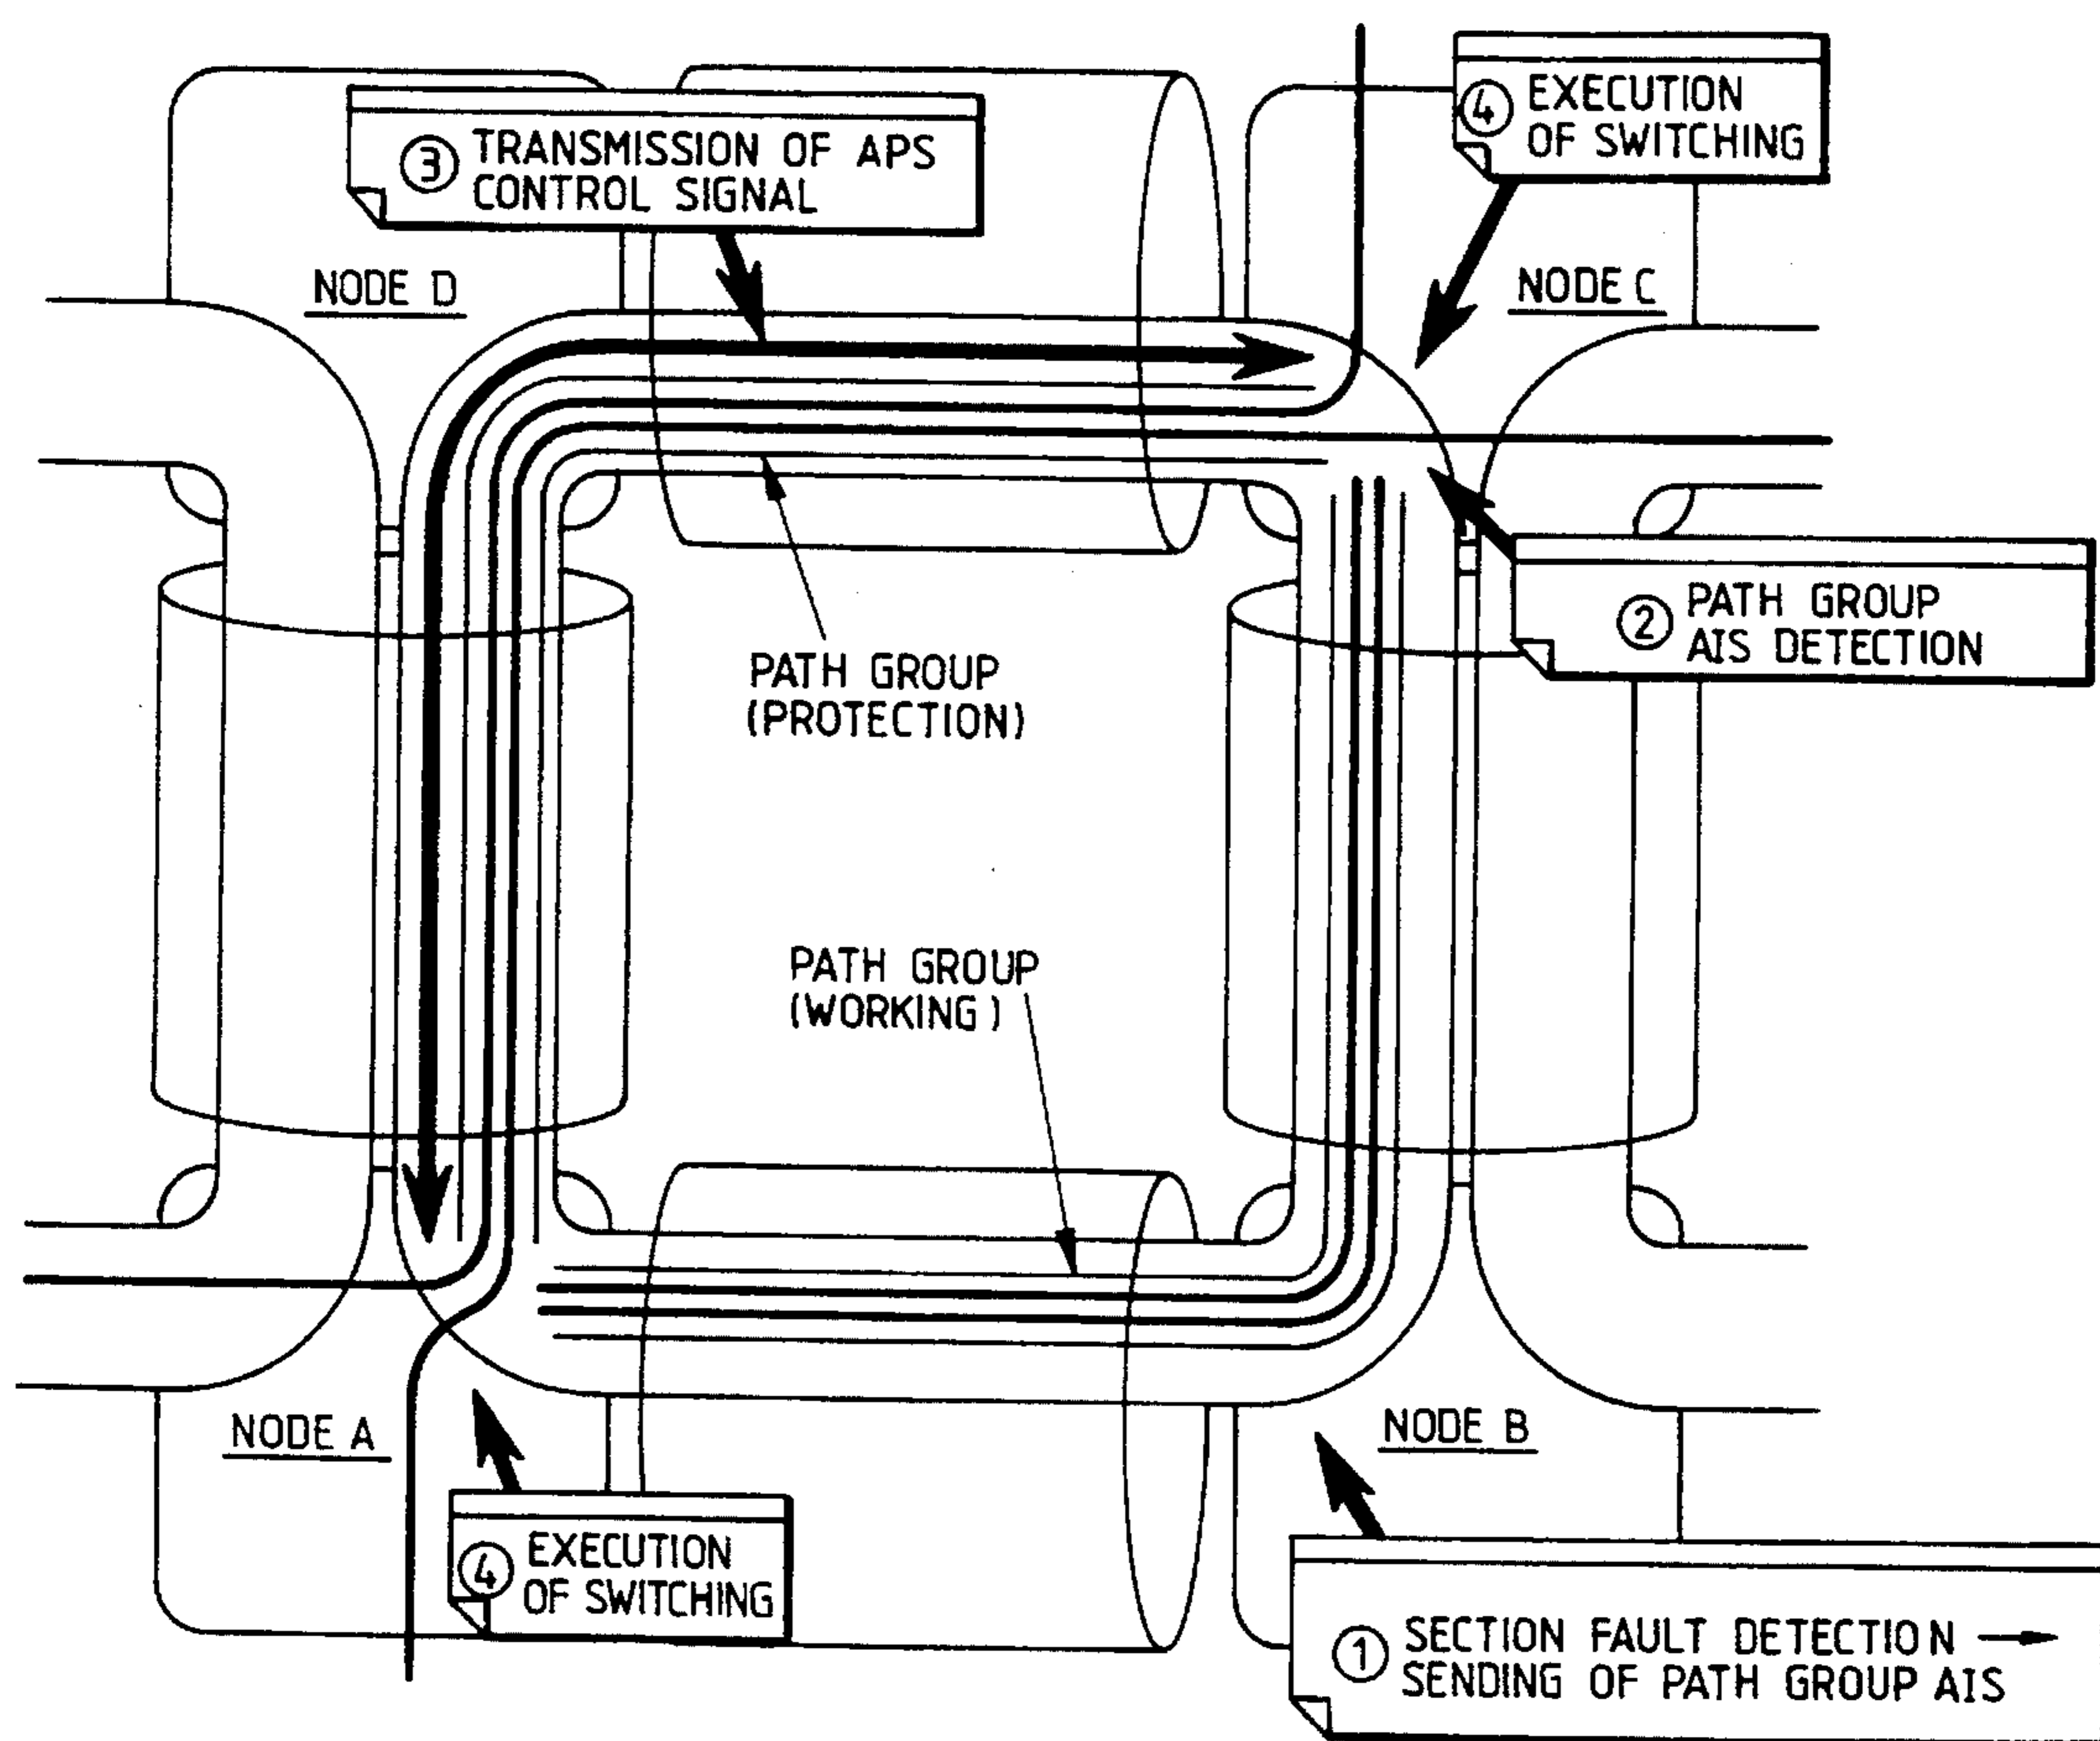 ④ EXECUTION
OF SWITCHING
③ TRANSMISSION OF APS
CONTROL SIGNAL
NODE D
NODE C
② PATH GROUP
AIS DETECTION
PATH GROUP
(PROTECTION)
PATH GROUP
(WORKING)
NODE A
NODE B
④ EXECUTION
OF SWITCHING
① SECTION FAULT DETECTION →
SENDING OF PATH GROUP AIS